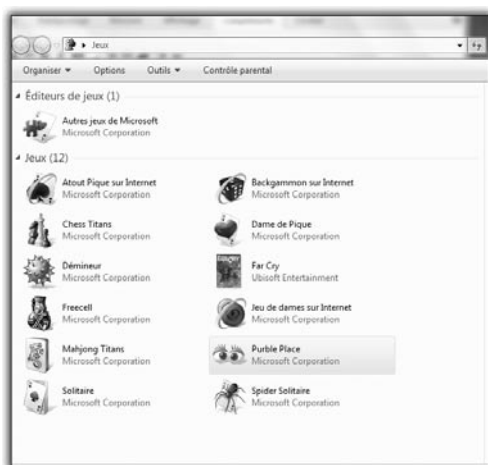 Jeux
Organiser Options Outils Contrôle parental
Éditeurs de jeux (1)
Autres jeux de Microsoft
Microsoft Corporation
Jeux (12)
Atout Pique sur Internet
Microsoft Corporation
Backgammon sur Internet
Microsoft Corporation
Chess Titans
Microsoft Corporation
Dame de Pique
Microsoft Corporation
Démineur
Microsoft Corporation
Far Cry
Ubisoft Entertainment
Freecell
Microsoft Corporation
Jeu de dames sur Internet
Microsoft Corporation
Mahjong Titans
Microsoft Corporation
Purble Place
Microsoft Corporation
Solitaire
Microsoft Corporation
Spider Solitaire
Microsoft Corporation